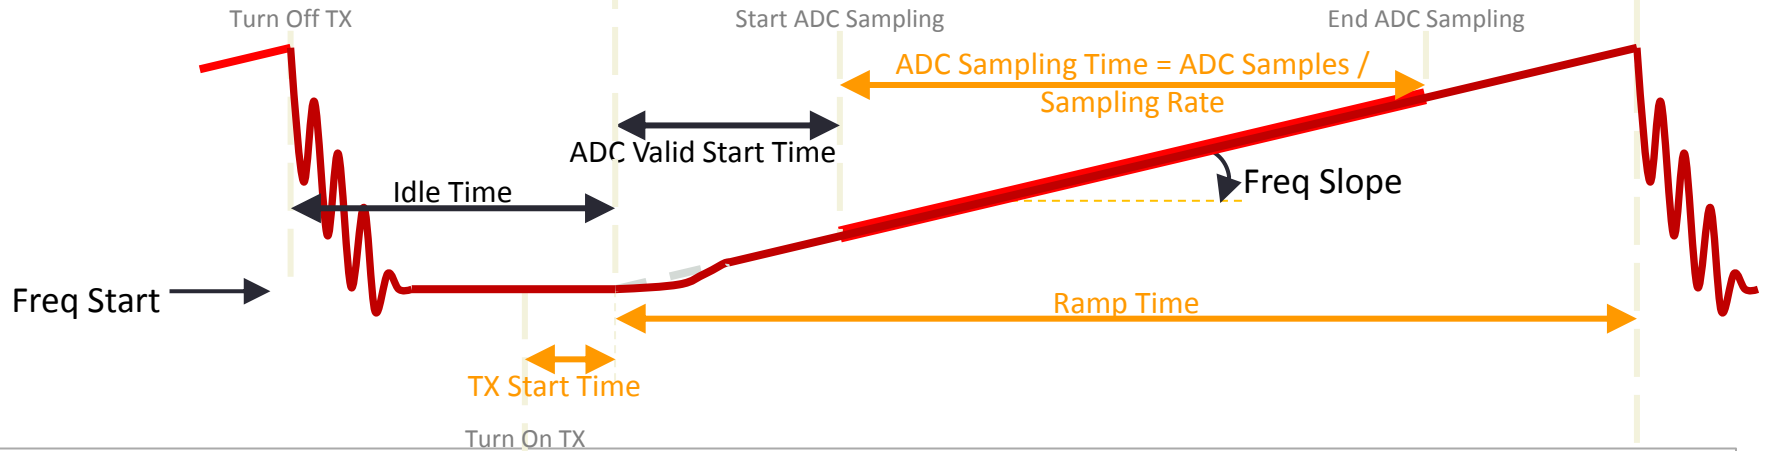 Turn Off TX
Start ADC Sampling
End ADC Sampling
ADC Sampling Time = ADC Samples /
Sampling Rate
ADC Valid Start Time
Idle Time
Freq Slope
Freq Start
Ramp Time
TX Start Time
Turn On TX